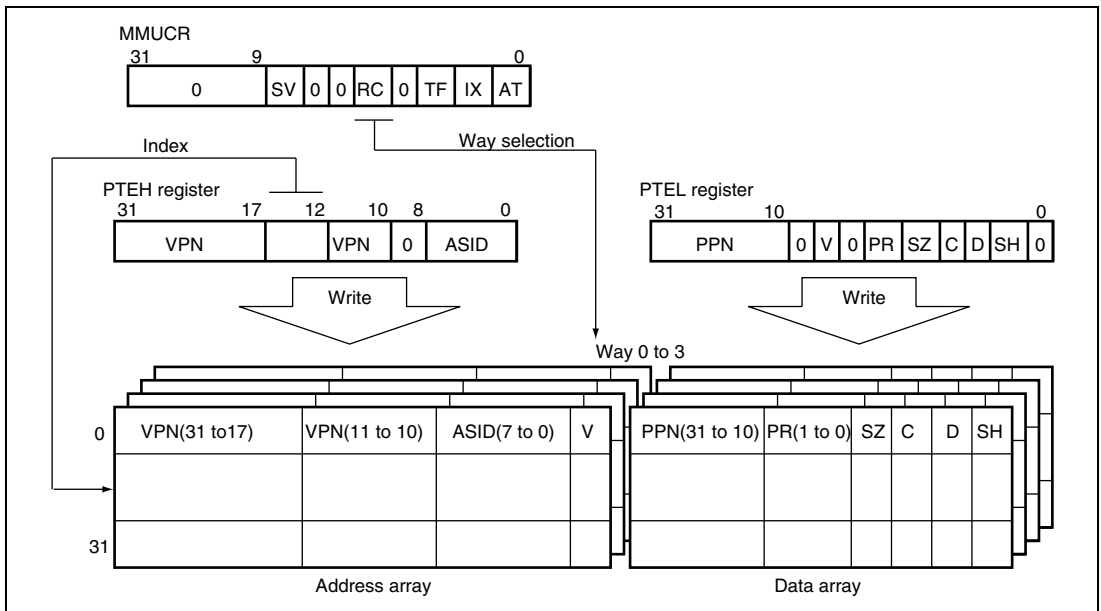 MMUCR
31 9 0
0 SV 0 0 RC 0 TF IX AT
Index
Way selection
PTEH register
31 17 12 10 8 0
VPN VPN 0 ASID
PTEL register
31 10 0
PPN 0 V 0 PR SZ C D SH 0
Write
Write
Way 0 to 3
0 VPN(31 to17) VPN(11 to 10) ASID(7 to 0) V
PPN(31 to 10) PR(1 to 0) SZ C D SH
31
Address array
Data array